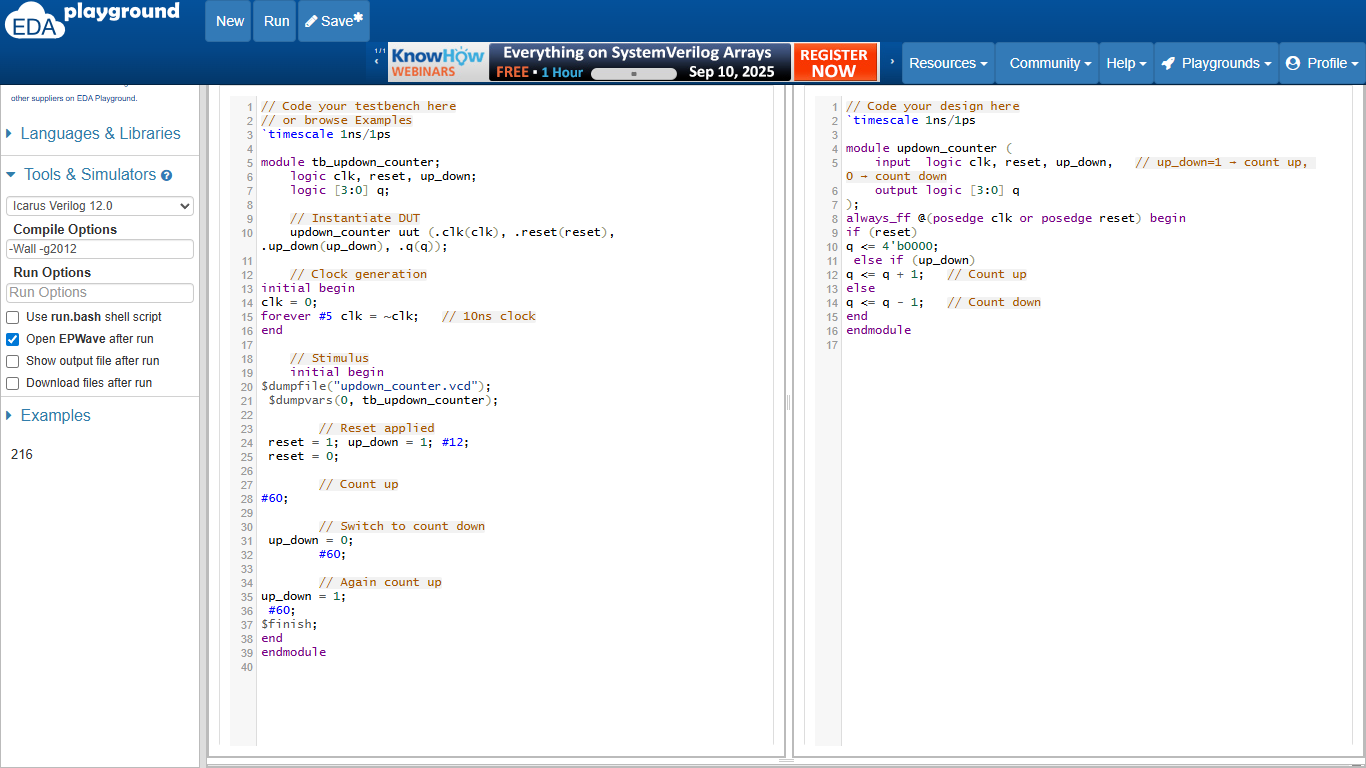 EDA playground
New
Run
Save*
1/1
KnowHow
WEBINARS
Everything on SystemVerilog Arrays
FREE • 1 Hour
Sep 10, 2025
REGISTER
NOW
Resources
Community
Help
Playgrounds
Profile
other suppliers on EDA Playground.
Languages & Libraries
Tools & Simulators
Icarus Verilog 12.0
Compile Options
-Wall -g2012
Run Options
Run Options
Use run.bash shell script
Open EPWave after run
Show output file after run
Download files after run
Examples
216
1 // Code your testbench here
2 // or browse Examples
3 `timescale 1ns/1ps
4
5 module tb_updown_counter;
6     logic clk, reset, up_down;
7     logic [3:0] q;
8
9     // Instantiate DUT
10     updown_counter uut (.clk(clk), .reset(reset),
.up_down(up_down), .q(q));
11
12     // Clock generation
13 initial begin
14 clk = 0;
15 forever #5 clk = ~clk;   // 10ns clock
16 end
17
18     // Stimulus
19     initial begin
20 $dumpfile("updown_counter.vcd");
21  $dumpvars(0, tb_updown_counter);
22
23         // Reset applied
24  reset = 1; up_down = 1; #12;
25  reset = 0;
26
27         // Count up
28 #60;
29
30         // Switch to count down
31  up_down = 0;
32         #60;
33
34         // Again count up
35 up_down = 1;
36  #60;
37 $finish;
38 end
39 endmodule
40
1 // Code your design here
2 `timescale 1ns/1ps
3
4 module updown_counter (
5     input  logic clk, reset, up_down,   // up_down=1 → count up,
0 → count down
6     output logic [3:0] q
7 );
8 always_ff @(posedge clk or posedge reset) begin
9 if (reset)
10 q <= 4'b0000;
11  else if (up_down)
12 q <= q + 1;   // Count up
13 else
14 q <= q - 1;   // Count down
15 end
16 endmodule
17